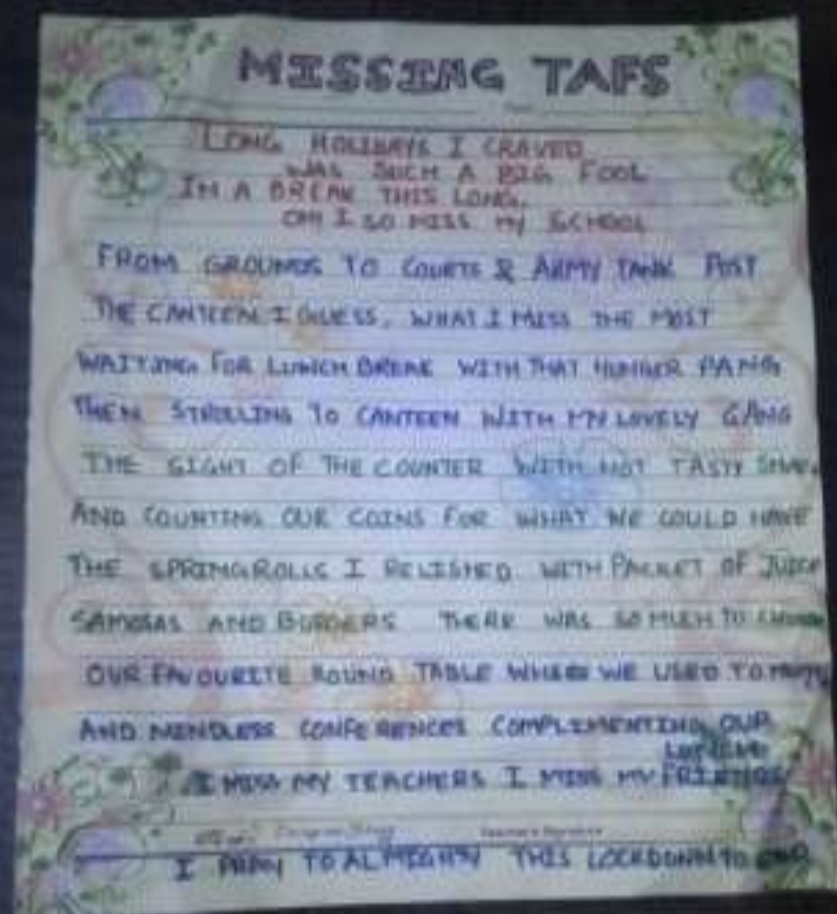 MISSING TAFS
LONG HOLIDAYS I CRAVED
WAS SUCH A BIG FOOL
IM A BREAK THIS LONG.
OH! I SO MISS MY SCHOOL
FROM GROUNDS TO COURTS & ARMY TANK POST
THE CANTEEN I GUESS, WHAT I MISS THE MOST
WAITING FOR LUNCH BREAK WITH THAT HUNGER PANG
THEN STROLLING TO CANTEEN WITH MY LOVELY GANG
THE SIGHT OF THE COUNTER WITH HOT TASTY
AND COUNTING OUR COINS FOR WHAT WE COULD HAVE
THE SPRINGROLLS I RELISHED WITH PACKET OF JUICE
SAMOSAS AND BURGERS THERE WAS SO MUCH TO CHOOSE
OUR FAVOURITE ROUND TABLE WHERE WE USED TO
AND MINDLESS CONFERENCES COMPLIMENTING OUR
I MISS MY TEACHERS I MISS MY FRIENDS
I PRAY TO ALMIGHTY THIS LOCKDOWN TO END